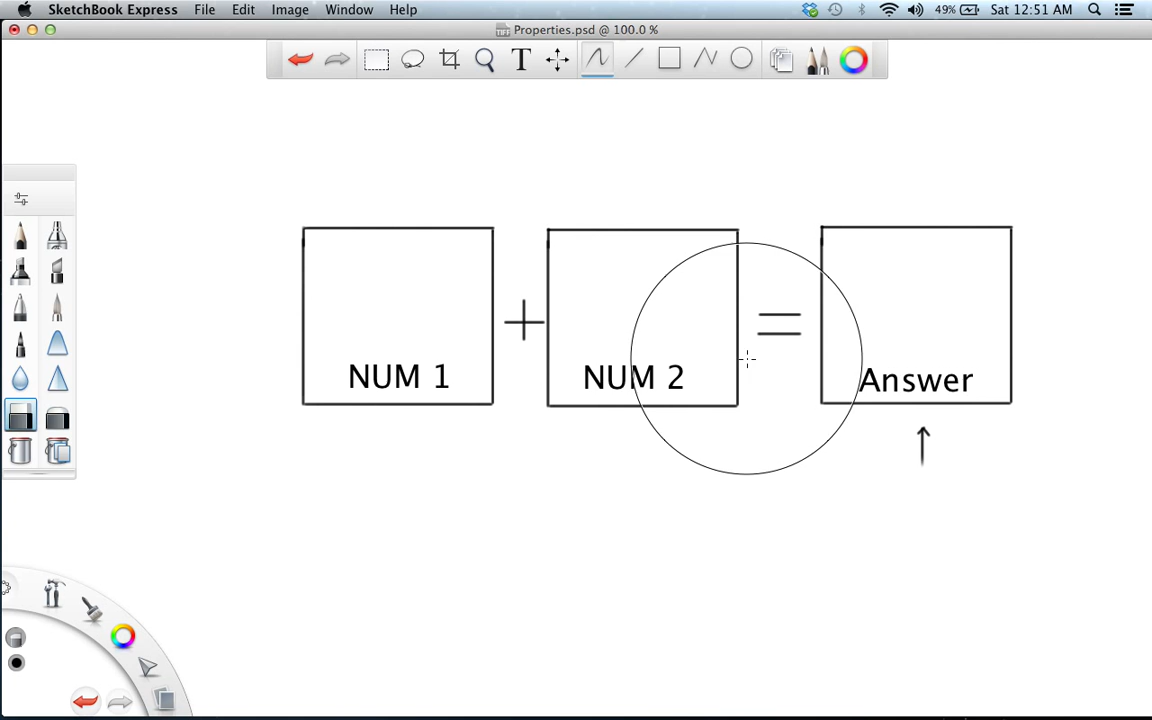 SketchBook Express File Edit Image Window Help 49% Sat 12:51 AM
Properties.psd @ 100.0 %
T
+ =
NUM 1 NUM 2 Answer